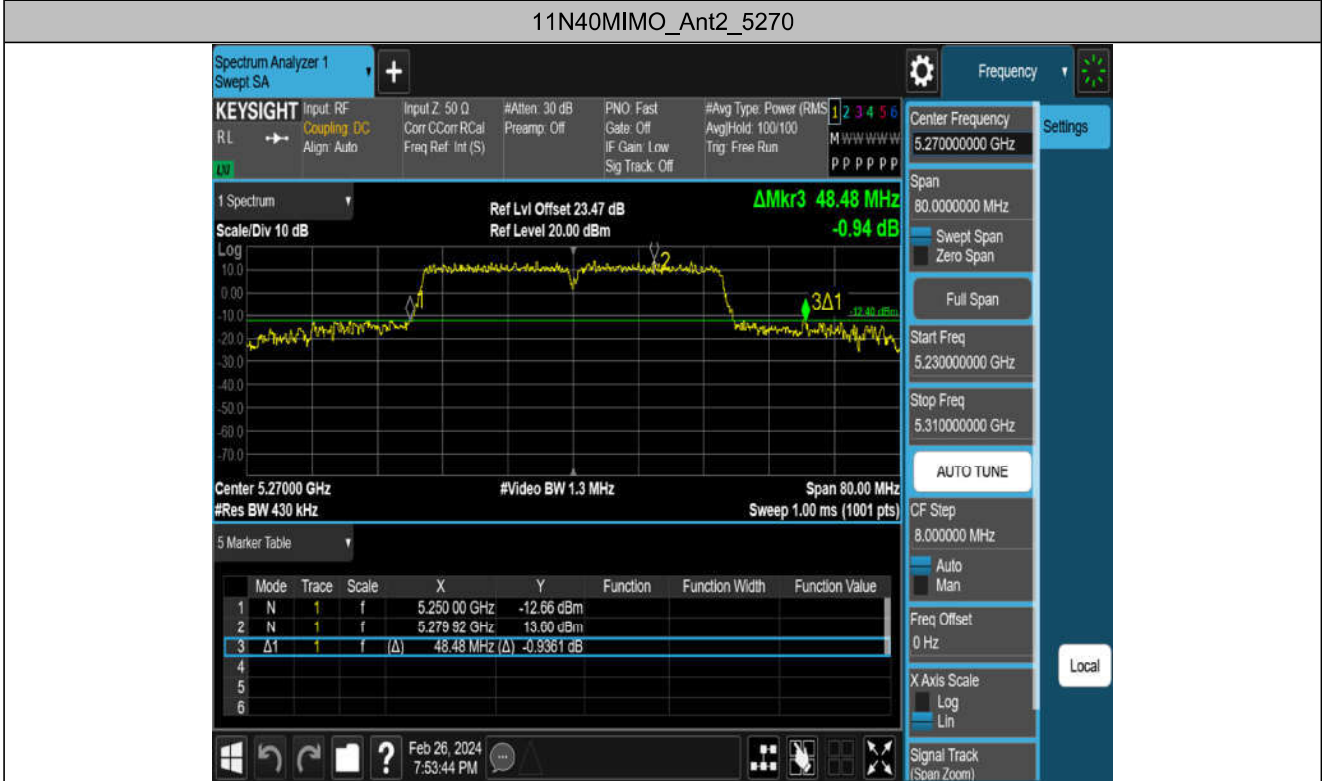 11N40MIMO_Ant2_5270
Spectrum Analyzer 1
Swept SA
Frequency
KEYSIGHT
RL
LXI
Input: RF
Coupling: DC
Align: Auto
Input Z: 50 Ω
Corr CCorr RCal
Freq Ref: Int (S)
#Atten: 30 dB
Preamp: Off
PNO: Fast
Gate: Off
IF Gain: Low
Sig Track: Off
#Avg Type: Power (RMS
Avg|Hold: 100/100
Trig: Free Run
1 2 3 4 5 6
M W W W W W
P P P P P P
1 Spectrum
Scale/Div 10 dB
Ref Lvl Offset 23.47 dB
Ref Level 20.00 dBm
ΔMkr3 48.48 MHz
-0.94 dB
Log
10.0
0.00
-10.0
-20.0
-30.0
-40.0
-50.0
-60.0
-70.0
2
3Δ1
-12.40 dBm
Center 5.27000 GHz
#Res BW 430 kHz
#Video BW 1.3 MHz
Span 80.00 MHz
Sweep 1.00 ms (1001 pts)
5 Marker Table
Mode Trace Scale X Y Function Function Width Function Value
1 N 1 f 5.250 00 GHz -12.66 dBm
2 N 1 f 5.279 92 GHz 13.60 dBm
3 Δ1 1 f (Δ) 48.48 MHz (Δ) -0.9361 dB
4
5
6
?
Feb 26, 2024
7:53:44 PM
Center Frequency
5.270000000 GHz
Span
80.0000000 MHz
Swept Span
Zero Span
Full Span
Start Freq
5.230000000 GHz
Stop Freq
5.310000000 GHz
AUTO TUNE
CF Step
8.000000 MHz
Auto
Man
Freq Offset
0 Hz
X Axis Scale
Log
Lin
Signal Track
(Span Zoom)
Settings
Local